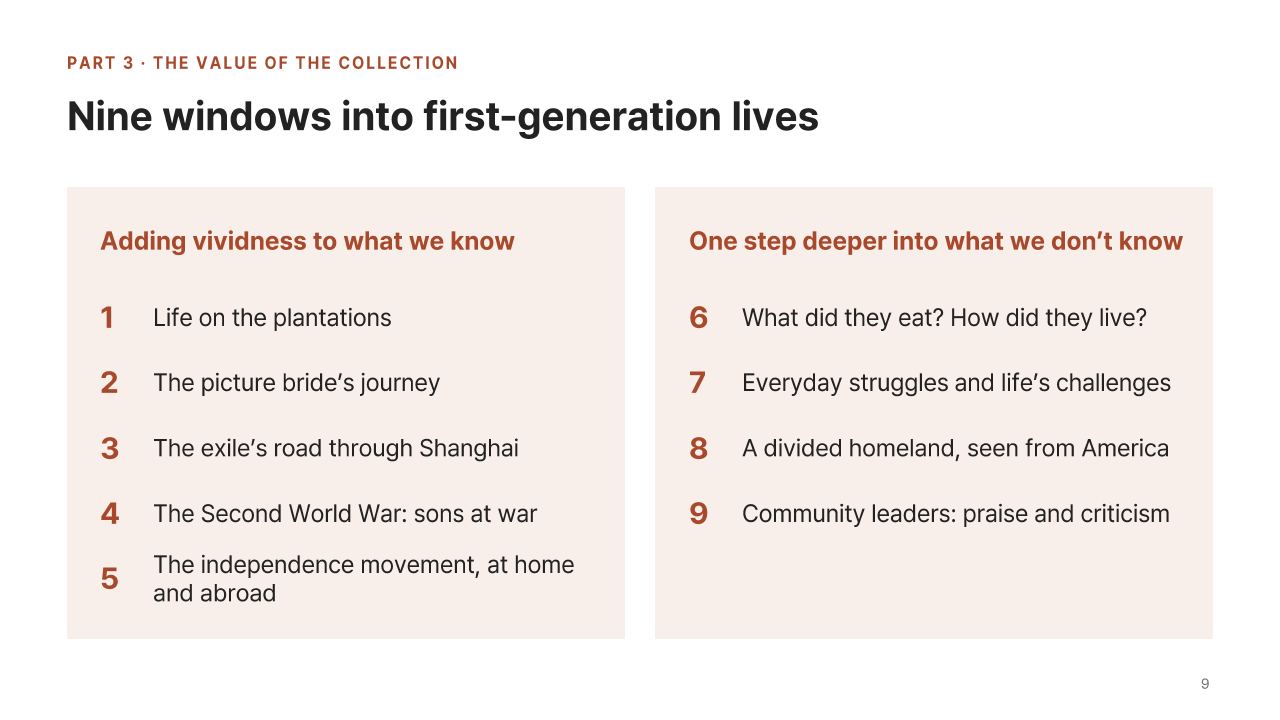 PART 3 · THE VALUE OF THE COLLECTION
Nine windows into first-generation lives
Adding vividness to what we know
1 Life on the plantations
2 The picture bride’s journey
3 The exile’s road through Shanghai
4 The Second World War: sons at war
5 The independence movement, at home
and abroad
One step deeper into what we don’t know
6 What did they eat? How did they live?
7 Everyday struggles and life’s challenges
8 A divided homeland, seen from America
9 Community leaders: praise and criticism
9